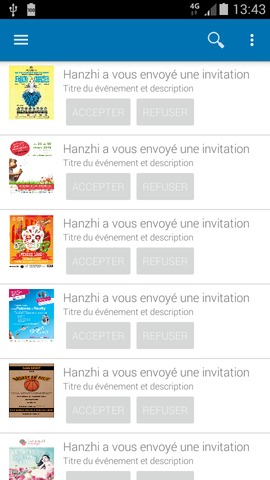 4G 13:43
Hanzhi a vous envoyé une invitation
Titre du événement et description
ACCEPTER REFUSER
Hanzhi a vous envoyé une invitation
Titre du événement et description
ACCEPTER REFUSER
Hanzhi a vous envoyé une invitation
Titre du événement et description
ACCEPTER REFUSER
Hanzhi a vous envoyé une invitation
Titre du événement et description
ACCEPTER REFUSER
Hanzhi a vous envoyé une invitation
Titre du événement et description
ACCEPTER REFUSER
Hanzhi a vous envoyé une invitation
Titre du événement et description